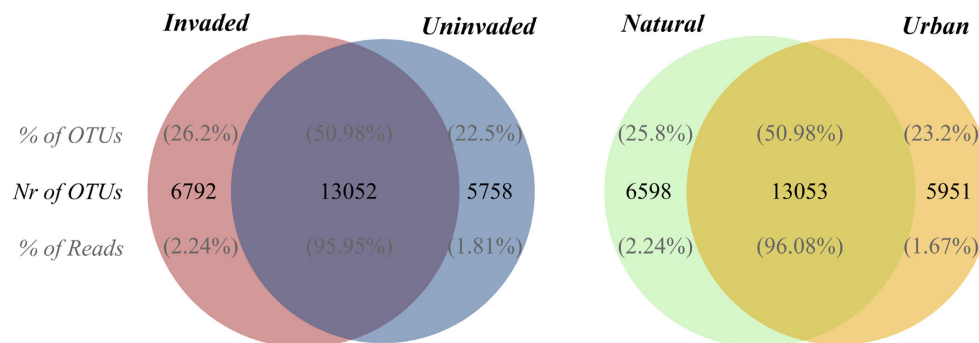 Invaded Uninvaded Natural Urban
% of OTUs (26.2%) (50.98%) (22.5%) (25.8%) (50.98%) (23.2%)
Nr of OTUs 6792 13052 5758 6598 13053 5951
% of Reads (2.24%) (95.95%) (1.81%) (2.24%) (96.08%) (1.67%)